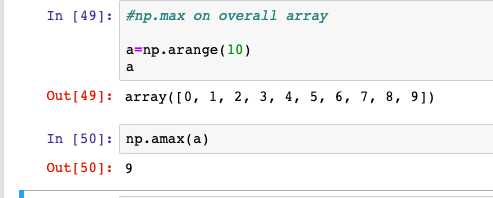 In [49]: #np.max on overall array
a=np.arange(10)
a
Out[49]: array([0, 1, 2, 3, 4, 5, 6, 7, 8, 9])
In [50]: np.amax(a)
Out[50]: 9